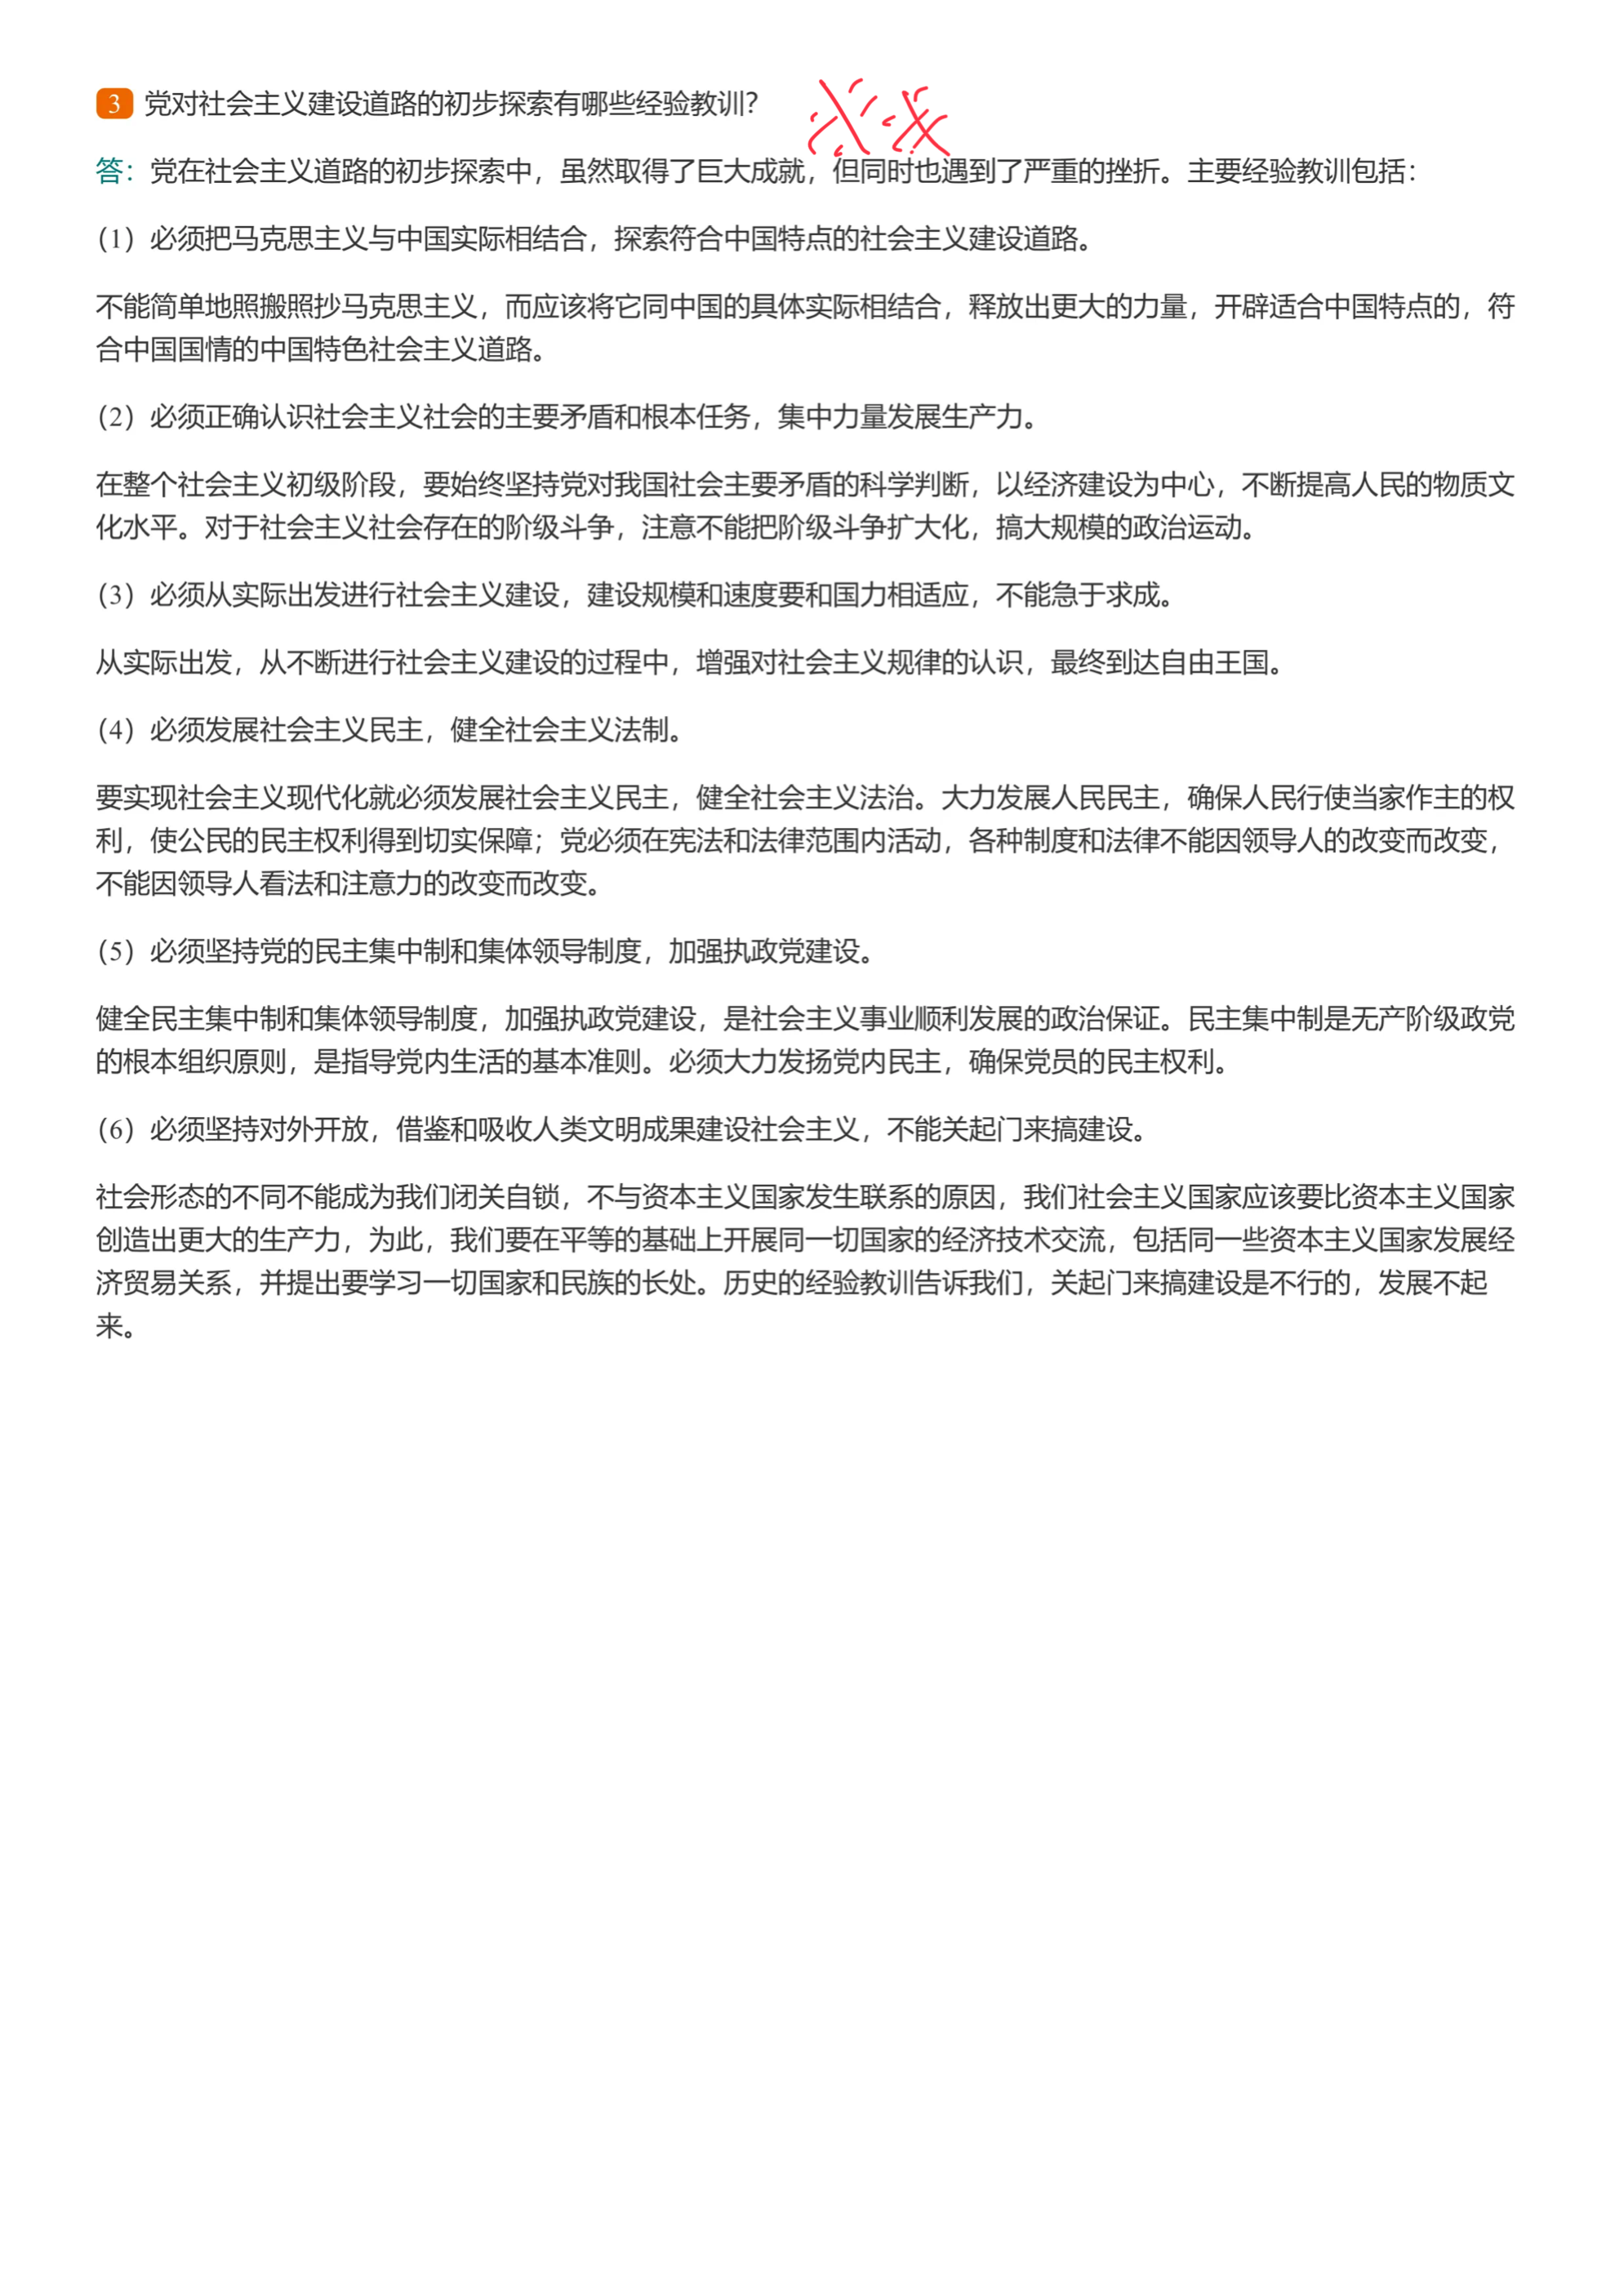 3 党对社会主义建设道路的初步探索有哪些经验教训？
答：党在社会主义道路的初步探索中，虽然取得了巨大成就，但同时也遇到了严重的挫折。主要经验教训包括：
（1）必须把马克思主义与中国实际相结合，探索符合中国特点的社会主义建设道路。
不能简单地照搬照抄马克思主义，而应该将它同中国的具体实际相结合，释放出更大的力量，开辟适合中国特点的，符
合中国国情的中国特色社会主义道路。
（2）必须正确认识社会主义社会的主要矛盾和根本任务，集中力量发展生产力。
在整个社会主义初级阶段，要始终坚持党对我国社会主要矛盾的科学判断，以经济建设为中心，不断提高人民的物质文
化水平。对于社会主义社会存在的阶级斗争，注意不能把阶级斗争扩大化，搞大规模的政治运动。
（3）必须从实际出发进行社会主义建设，建设规模和速度要和国力相适应，不能急于求成。
从实际出发，从不断进行社会主义建设的过程中，增强对社会主义规律的认识，最终到达自由王国。
（4）必须发展社会主义民主，健全社会主义法制。
要实现社会主义现代化就必须发展社会主义民主，健全社会主义法治。大力发展人民民主，确保人民行使当家作主的权
利，使公民的民主权利得到切实保障；党必须在宪法和法律范围内活动，各种制度和法律不能因领导人的改变而改变，
不能因领导人看法和注意力的改变而改变。
（5）必须坚持党的民主集中制和集体领导制度，加强执政党建设。
健全民主集中制和集体领导制度，加强执政党建设，是社会主义事业顺利发展的政治保证。民主集中制是无产阶级政党
的根本组织原则，是指导党内生活的基本准则。必须大力发扬党内民主，确保党员的民主权利。
（6）必须坚持对外开放，借鉴和吸收人类文明成果建设社会主义，不能关起门来搞建设。
社会形态的不同不能成为我们闭关自锁，不与资本主义国家发生联系的原因，我们社会主义国家应该要比资本主义国家
创造出更大的生产力，为此，我们要在平等的基础上开展同一切国家的经济技术交流，包括同一些资本主义国家发展经
济贸易关系，并提出要学习一切国家和民族的长处。历史的经验教训告诉我们，关起门来搞建设是不行的，发展不起
来。